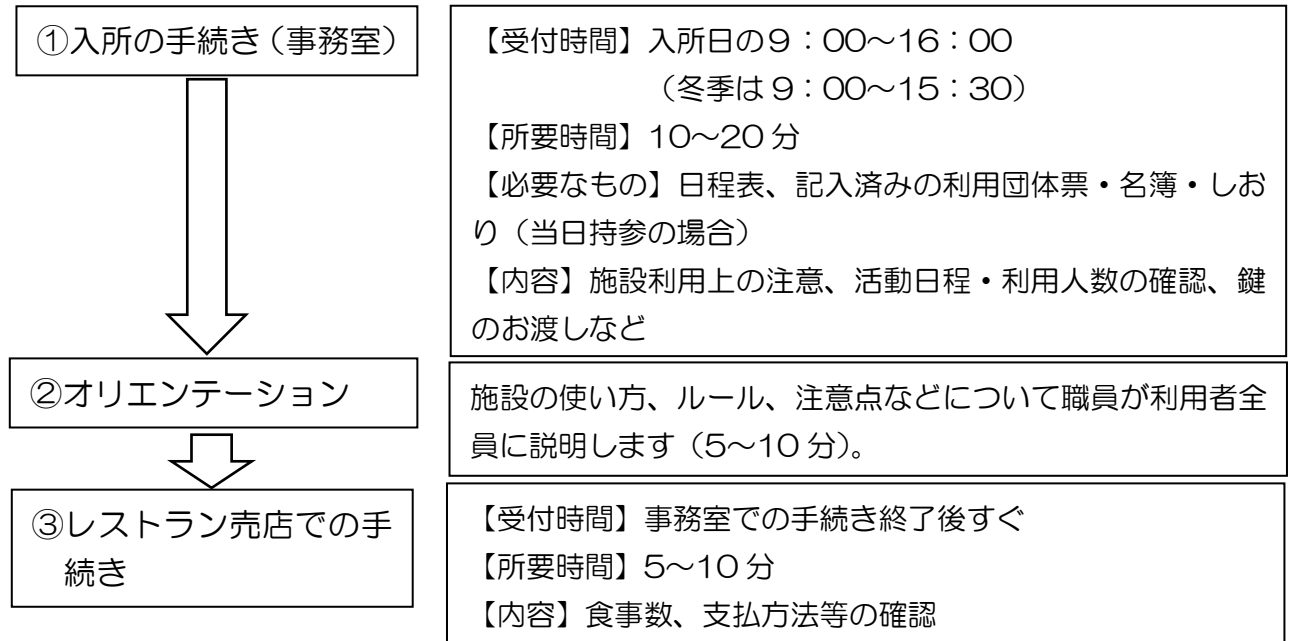 ①入所の手続き（事務室）
【受付時間】入所日の9：00～16：00
（冬季は 9：00～15：30）
【所要時間】10～20 分
【必要なもの】日程表、記入済みの利用団体票・名簿・しお
り（当日持参の場合）
【内容】施設利用上の注意、活動日程・利用人数の確認、鍵
のお渡しなど
②オリエンテーション
施設の使い方、ルール、注意点などについて職員が利用者全
員に説明します（5～10 分）。
③レストラン売店での手
続き
【受付時間】事務室での手続き終了後すぐ
【所要時間】5～10 分
【内容】食事数、支払方法等の確認